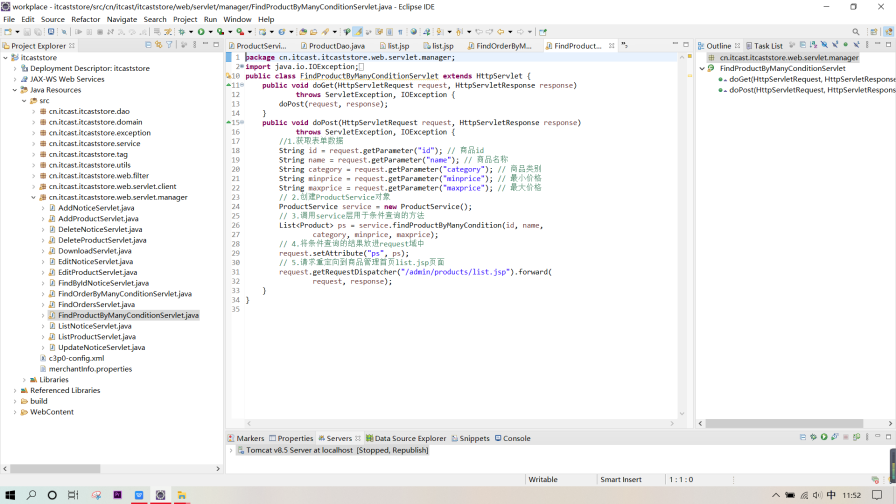 workplace - itcaststore/src/cn/itcast/itcaststore/web/servlet/manager/FindProductByManyConditionServlet.java - Eclipse IDE
File Edit Source Refactor Navigate Search Project Run Window Help
Project Explorer
itcaststore
Deployment Descriptor: itcaststore
JAX-WS Web Services
Java Resources
src
cn.itcast.itcaststore.dao
cn.itcast.itcaststore.domain
cn.itcast.itcaststore.exception
cn.itcast.itcaststore.service
cn.itcast.itcaststore.tag
cn.itcast.itcaststore.utils
cn.itcast.itcaststore.web.filter
cn.itcast.itcaststore.web.servlet.client
cn.itcast.itcaststore.web.servlet.manager
AddNoticeServlet.java
AddProductServlet.java
DeleteNoticeServlet.java
DeleteProductServlet.java
DownloadServlet.java
EditNoticeServlet.java
EditProductServlet.java
FindByIdNoticeServlet.java
FindOrderByManyConditionServlet.java
FindOrdersServlet.java
FindProductByManyConditionServlet.java
ListNoticeServlet.java
ListProductServlet.java
UpdateNoticeServlet.java
c3p0-config.xml
merchantInfo.properties
Libraries
Referenced Libraries
build
WebContent
ProductServi... ProductDao.java list.jsp list.jsp FindOrderByM... FindProduct...
1 package cn.itcast.itcaststore.web.servlet.manager;
2 import java.io.IOException;
10 public class FindProductByManyConditionServlet extends HttpServlet {
11 public void doGet(HttpServletRequest request, HttpServletResponse response)
12 throws ServletException, IOException {
13 doPost(request, response);
14 }
15 public void doPost(HttpServletRequest request, HttpServletResponse response)
16 throws ServletException, IOException {
17 //1.获取表单数据
18 String id = request.getParameter("id"); // 商品id
19 String name = request.getParameter("name"); // 商品名称
20 String category = request.getParameter("category"); // 商品类别
21 String minprice = request.getParameter("minprice"); // 最小价格
22 String maxprice = request.getParameter("maxprice"); // 最大价格
23 // 2.创建ProductService对象
24 ProductService service = new ProductService();
25 // 3.调用service层用于条件查询的方法
26 List<Product> ps = service.findProductByManyCondition(id, name,
27 category, minprice, maxprice);
28 // 4.将条件查询的结果放进request域中
29 request.setAttribute("ps", ps);
30 // 5.请求重定向到商品管理首页list.jsp页面
31 request.getRequestDispatcher("/admin/products/list.jsp").forward(
32 request, response);
33 }
34 }
35
Outline Task List
cn.itcast.itcaststore.web.servlet.manager
FindProductByManyConditionServlet
doGet(HttpServletRequest, HttpServletRespons
doPost(HttpServletRequest, HttpServletRespon
Markers Properties Servers Data Source Explorer Snippets Console
Tomcat v8.5 Server at localhost [Stopped, Republish]
Writable Smart Insert 1 : 1 : 0
中 11:52